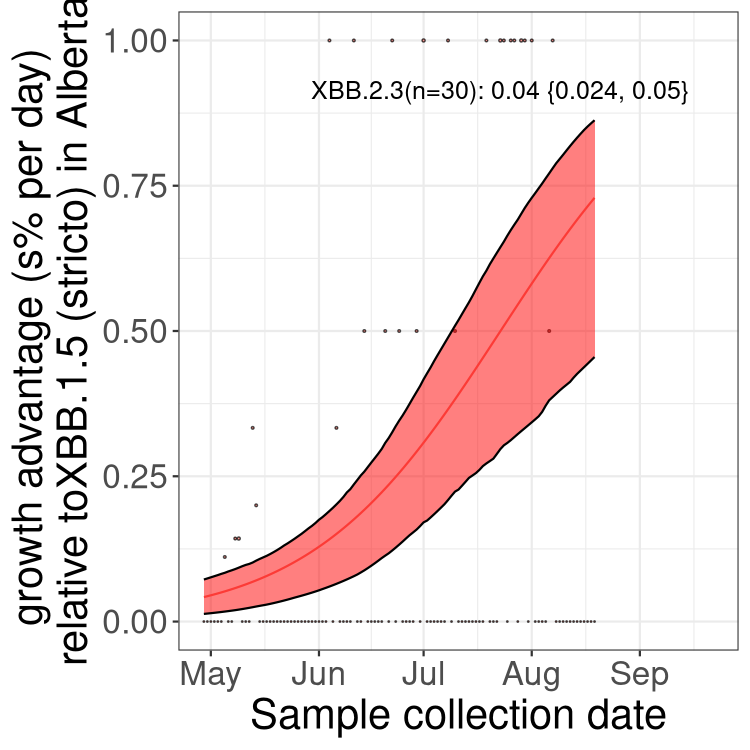 growth advantage (s% per day)
relative toXBB.1.5 (stricto) in Alberta
1.00
0.75
0.50
0.25
0.00
XBB.2.3(n=30): 0.04 {0.024, 0.05}
May Jun Jul Aug Sep
Sample collection date